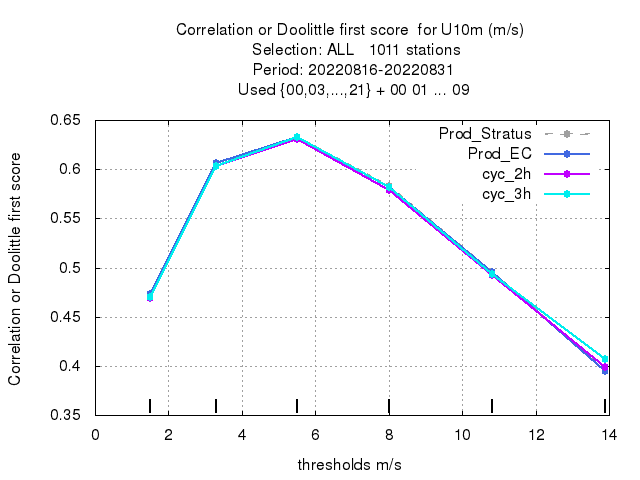 Correlation or Doolittle first score  for U10m (m/s)
Selection: ALL   1011 stations
Period: 20220816-20220831
Used {00,03,...,21} + 00 01 ... 09
Correlation or Doolittle first score
0.65
0.6
0.55
0.5
0.45
0.4
0.35
Prod_Stratus
Prod_EC
cyc_2h
cyc_3h
0 2 4 6 8 10 12 14
thresholds m/s